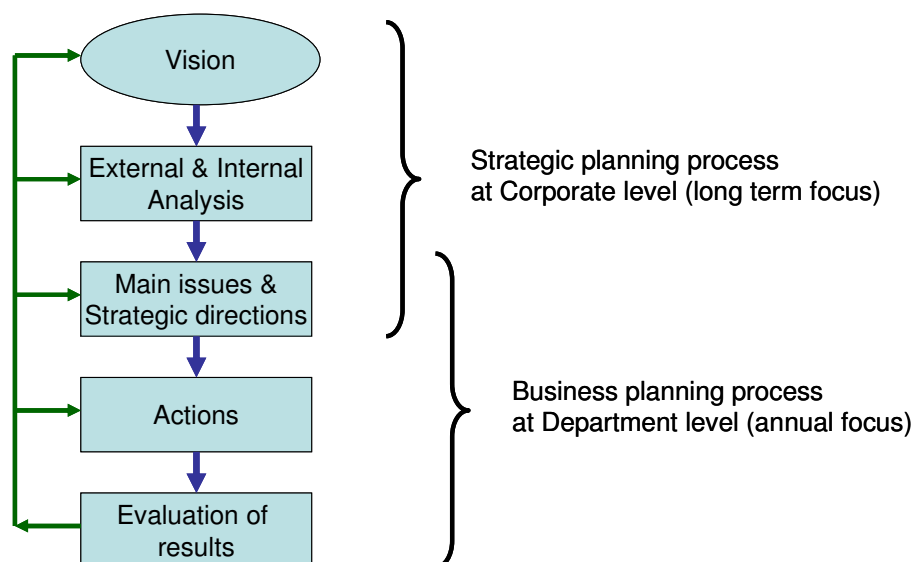 Vision
External & Internal
Analysis
Strategic planning process
at Corporate level (long term focus)
Main issues &
Strategic directions
Actions
Business planning process
at Department level (annual focus)
Evaluation of
results